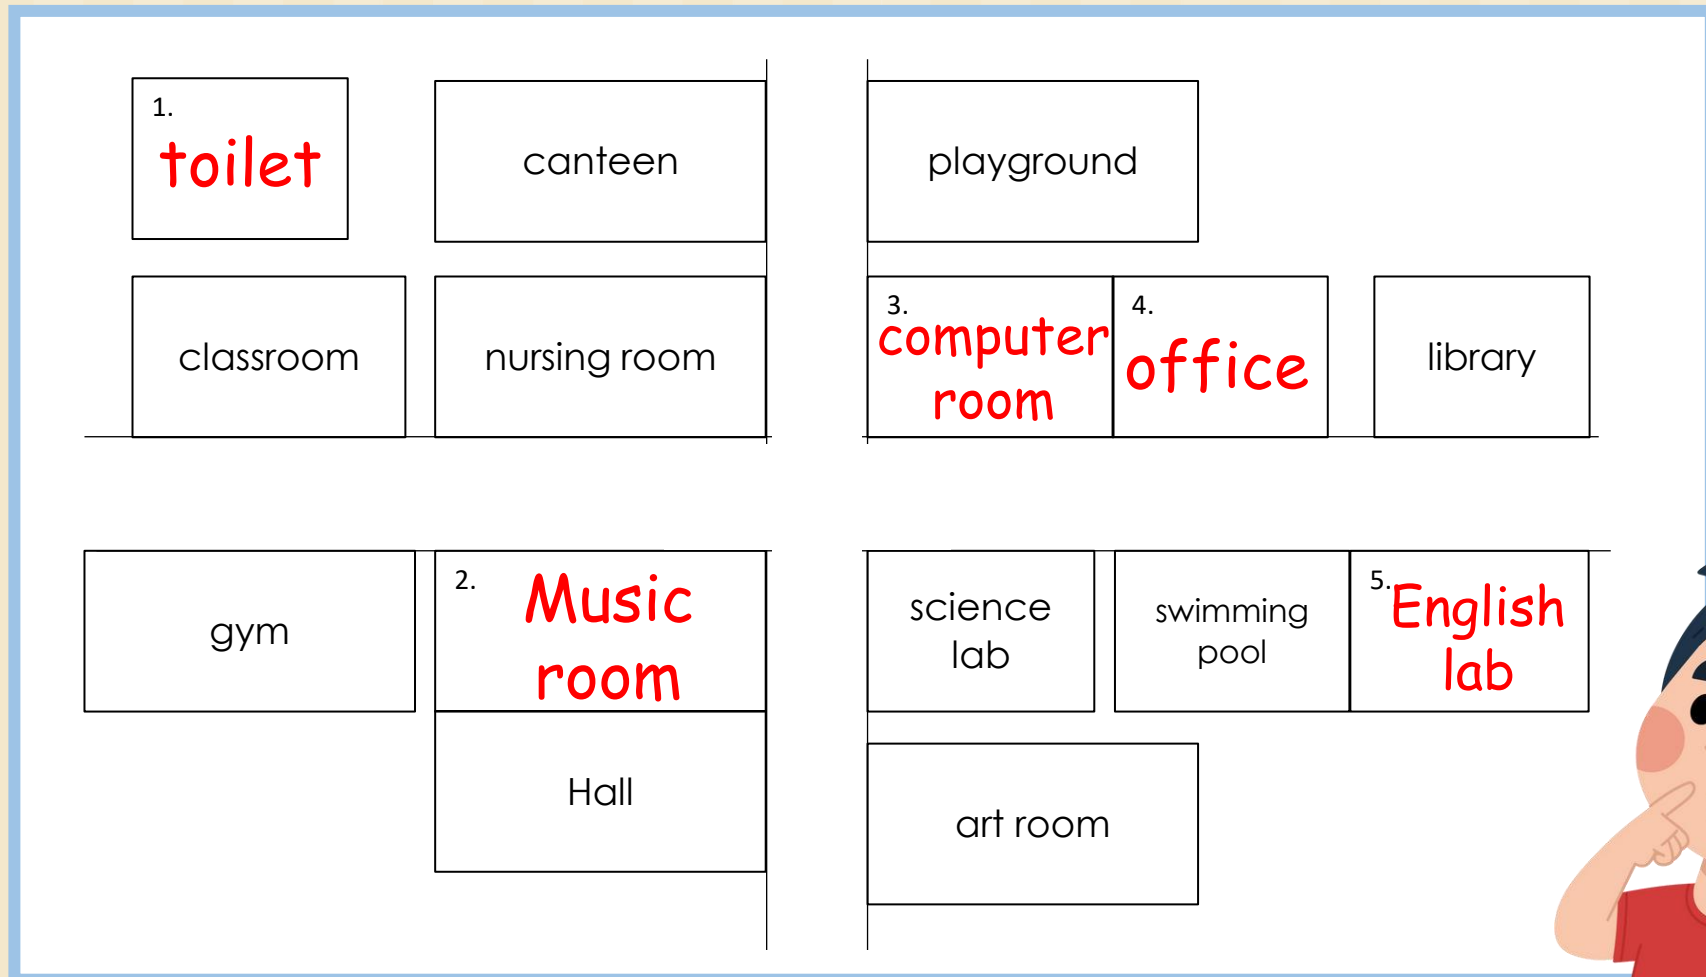 1.
toilet
canteen
playground
classroom
nursing room
3.
computer
room
4.
office
library
gym
2.
Music
room
science
lab
swimming
pool
5.
English
lab
Hall
art room